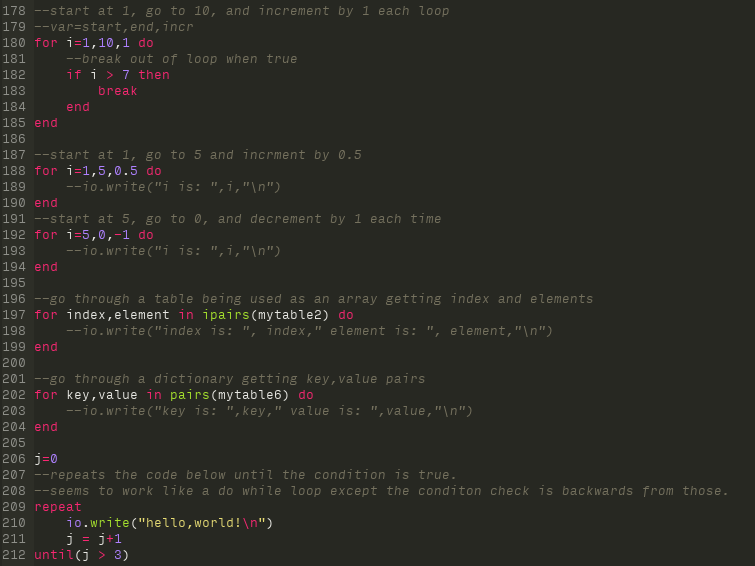 178 --start at 1, go to 10, and increment by 1 each loop
179 --var=start,end,incr
180 for i=1,10,1 do
181     --break out of loop when true
182     if i > 7 then
183         break
184     end
185 end
186
187 --start at 1, go to 5 and incrment by 0.5
188 for i=1,5,0.5 do
189     --io.write("i is: ",i,"\n")
190 end
191 --start at 5, go to 0, and decrement by 1 each time
192 for i=5,0,-1 do
193     --io.write("i is: ",i,"\n")
194 end
195
196 --go through a table being used as an array getting index and elements
197 for index,element in ipairs(mytable2) do
198     --io.write("index is: ", index," element is: ", element,"\n")
199 end
200
201 --go through a dictionary getting key,value pairs
202 for key,value in pairs(mytable6) do
203     --io.write("key is: ",key," value is: ",value,"\n")
204 end
205
206 j=0
207 --repeats the code below until the condition is true.
208 --seems to work like a do while loop except the conditon check is backwards from those.
209 repeat
210     io.write("hello,world!\n")
211     j = j+1
212 until(j > 3)